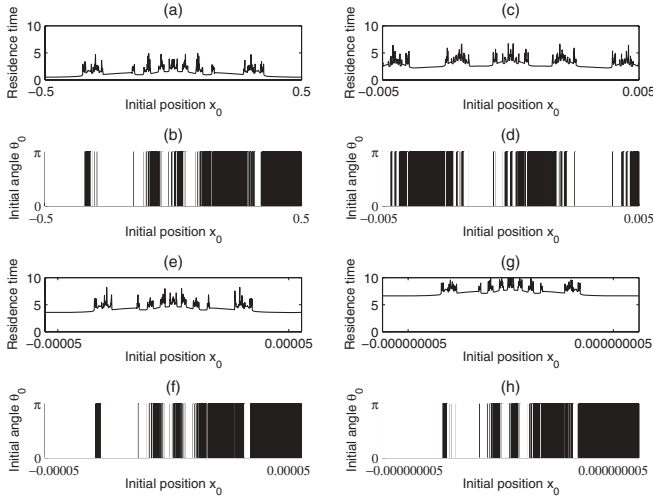 (a)
Residence time
10
5
0
−0.5
0.5
Initial position x0
(c)
Residence time
10
5
0
−0.005
0.005
Initial position x0
(b)
Initial angle θ0
π
0
−0.5
0.5
Initial position x0
(d)
Initial angle θ0
π
0
−0.005
0.005
Initial position x0
(e)
Residence time
10
5
0
−0.00005
0.00005
Initial position x0
(g)
Residence time
10
5
0
−0.000000005
0.000000005
Initial position x0
(f)
Initial angle θ0
π
0
−0.00005
0.00005
Initial position x0
(h)
Initial angle θ0
π
0
−0.000000005
0.000000005
Initial position x0